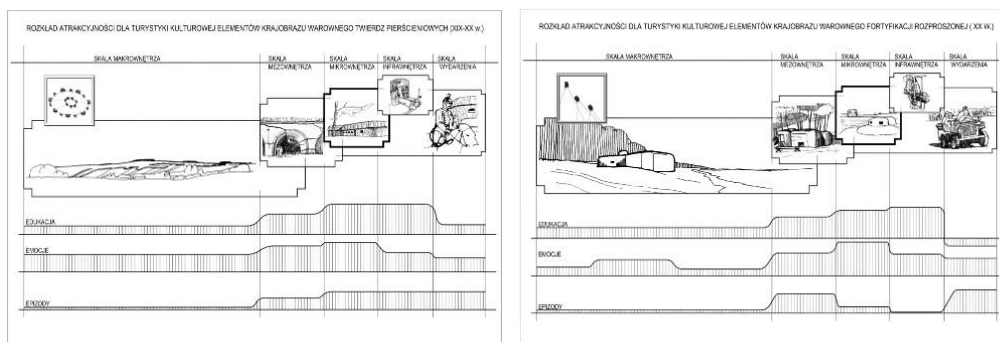 ROZKŁAD ATRAKCYJNOŚCI DLA TURYSTYKI KULTUROWEJ ELEMENTÓW KRAJOBRAZU WAROWNEGO TWIERDZ PIERŚCIENIOWYCH (XIX-XX w.)
SKALA MAKROWNĘTRZA
SKALA MEZOWNĘTRZA
SKALA MIKROWNĘTRZA
SKALA INFRAWNĘTRZA
SKALA WYDARZENIA
EDUKACJA
EMOCJE
EPIZODY
ROZKŁAD ATRAKCYJNOŚCI DLA TURYSTYKI KULTUROWEJ ELEMENTÓW KRAJOBRAZU WAROWNEGO FORTYFIKACJI ROZPROSZONEJ ( XX W.)
SKALA MAKROWNĘTRZA
SKALA MEZOWNĘTRZA
SKALA MIKROWNĘTRZA
SKALA INFRAWNĘTRZA
SKALA WYDARZENIA
EDUKACJA
EMOCJE
EPIZODY